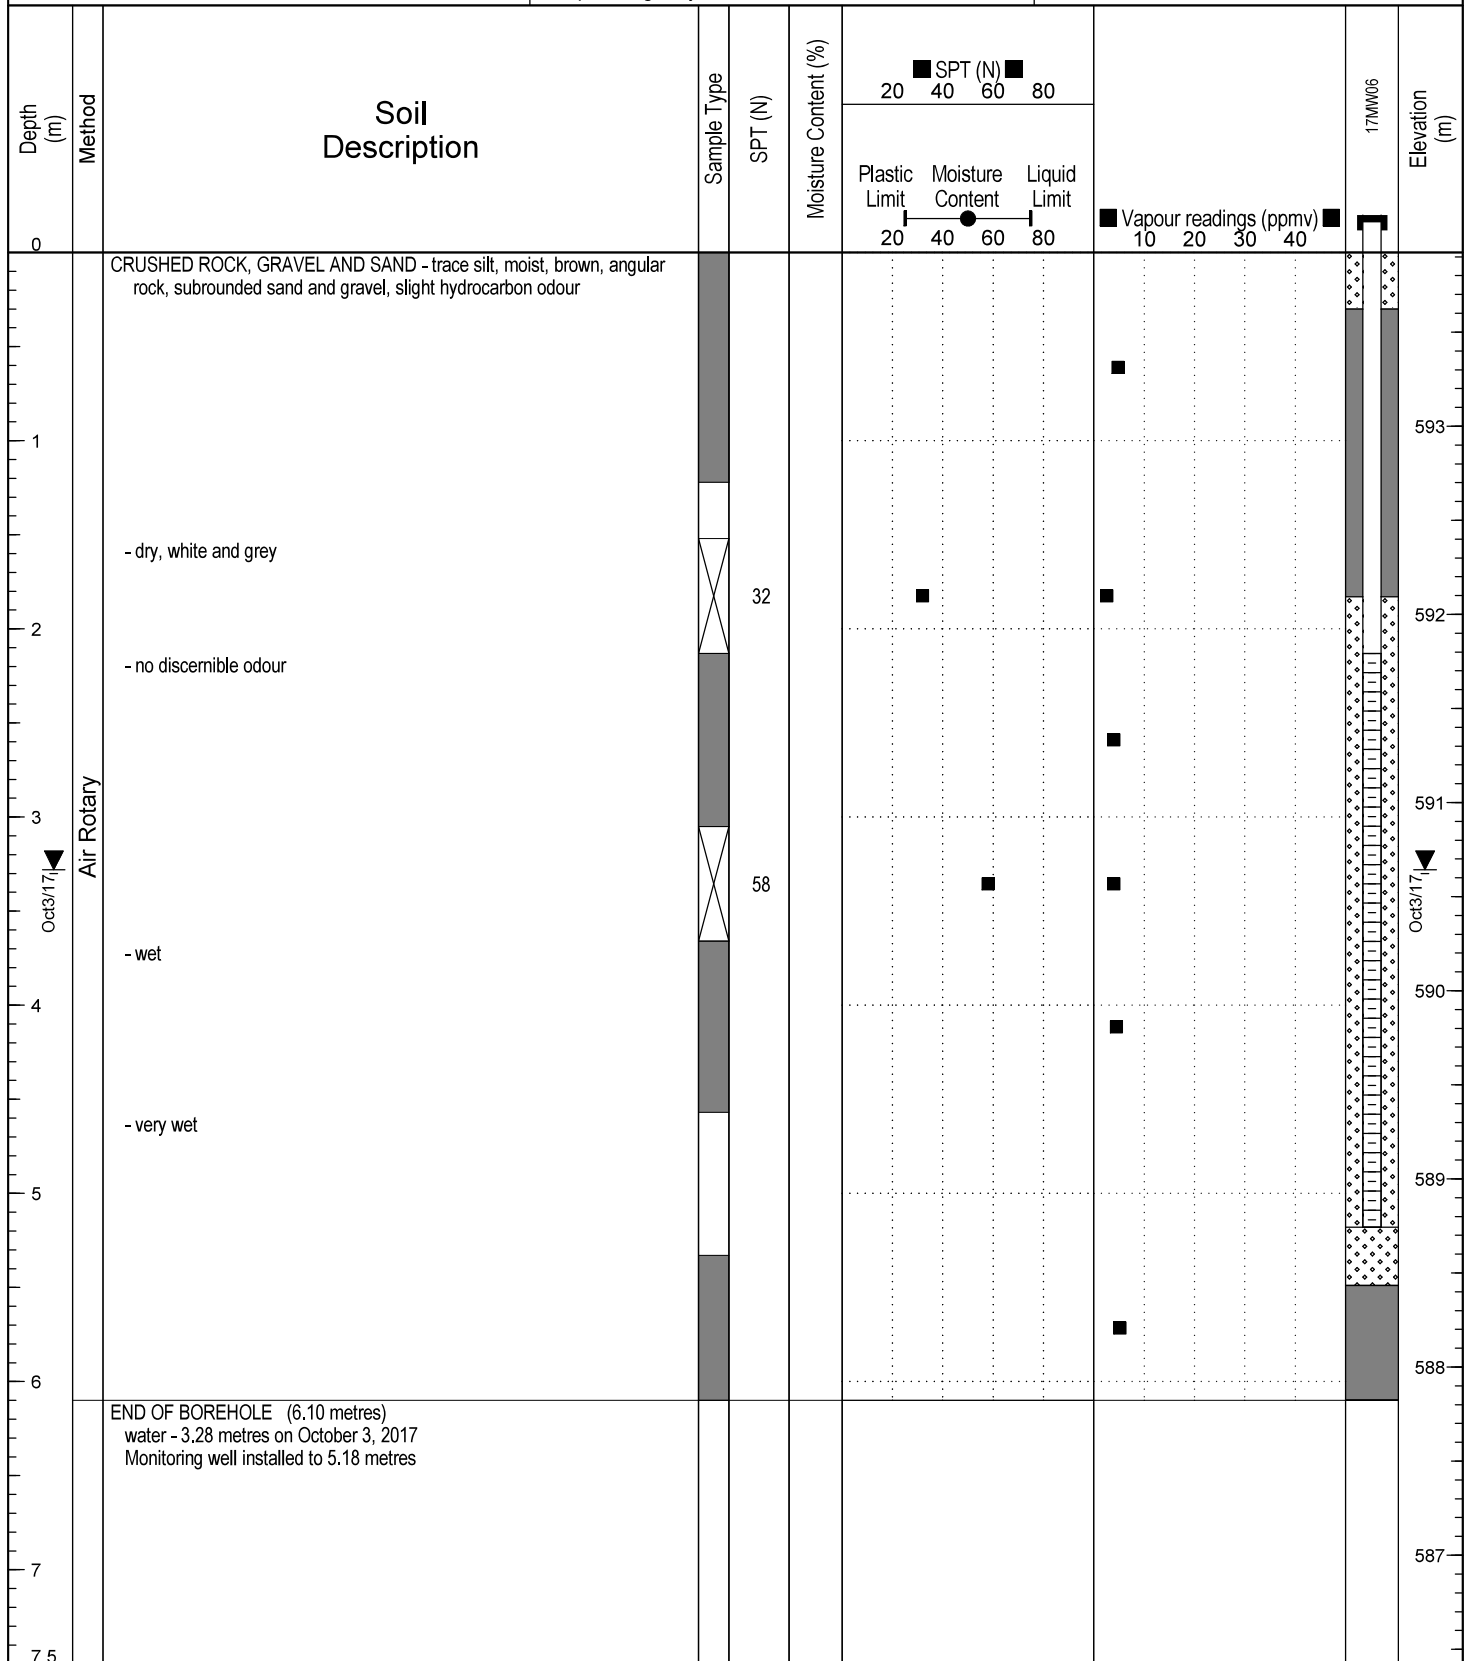 Depth
(m)
Method
Soil
Description
Sample Type
SPT (N)
Moisture Content (%)
SPT (N)
20 40 60 80
Plastic Moisture Liquid
Limit Content Limit
20 40 60 80
Vapour readings (ppmv)
10 20 30 40
17MW06
Elevation
(m)
0
CRUSHED ROCK, GRAVEL AND SAND - trace silt, moist, brown, angular
rock, subrounded sand and gravel, slight hydrocarbon odour
1
593
- dry, white and grey
32
592
2
- no discernible odour
Air Rotary
591
3
Oct3/17
58
Oct3/17
- wet
590
4
- very wet
589
5
588
6
END OF BOREHOLE (6.10 metres)
water - 3.28 metres on October 3, 2017
Monitoring well installed to 5.18 metres
587
7
7.5